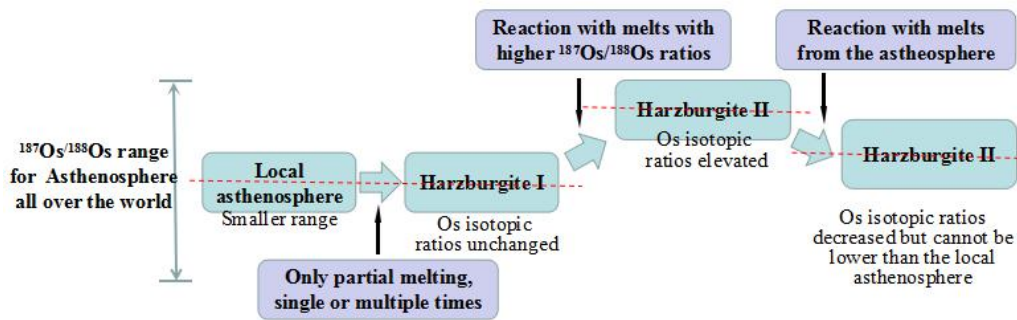 Reaction with melts with
higher ¹⁸⁷Os/¹⁸⁸Os ratios
Reaction with melts
from the astheosphere
¹⁸⁷Os/¹⁸⁸Os range
for Asthenosphere
all over the world
Local
asthenosphere
Smaller range
Harzburgite I
Os isotopic
ratios unchanged
Only partial melting,
single or multiple times
Harzburgite II
Os isotopic
ratios elevated
Harzburgite II
Os isotopic ratios
decreased but cannot be
lower than the local
asthenosphere